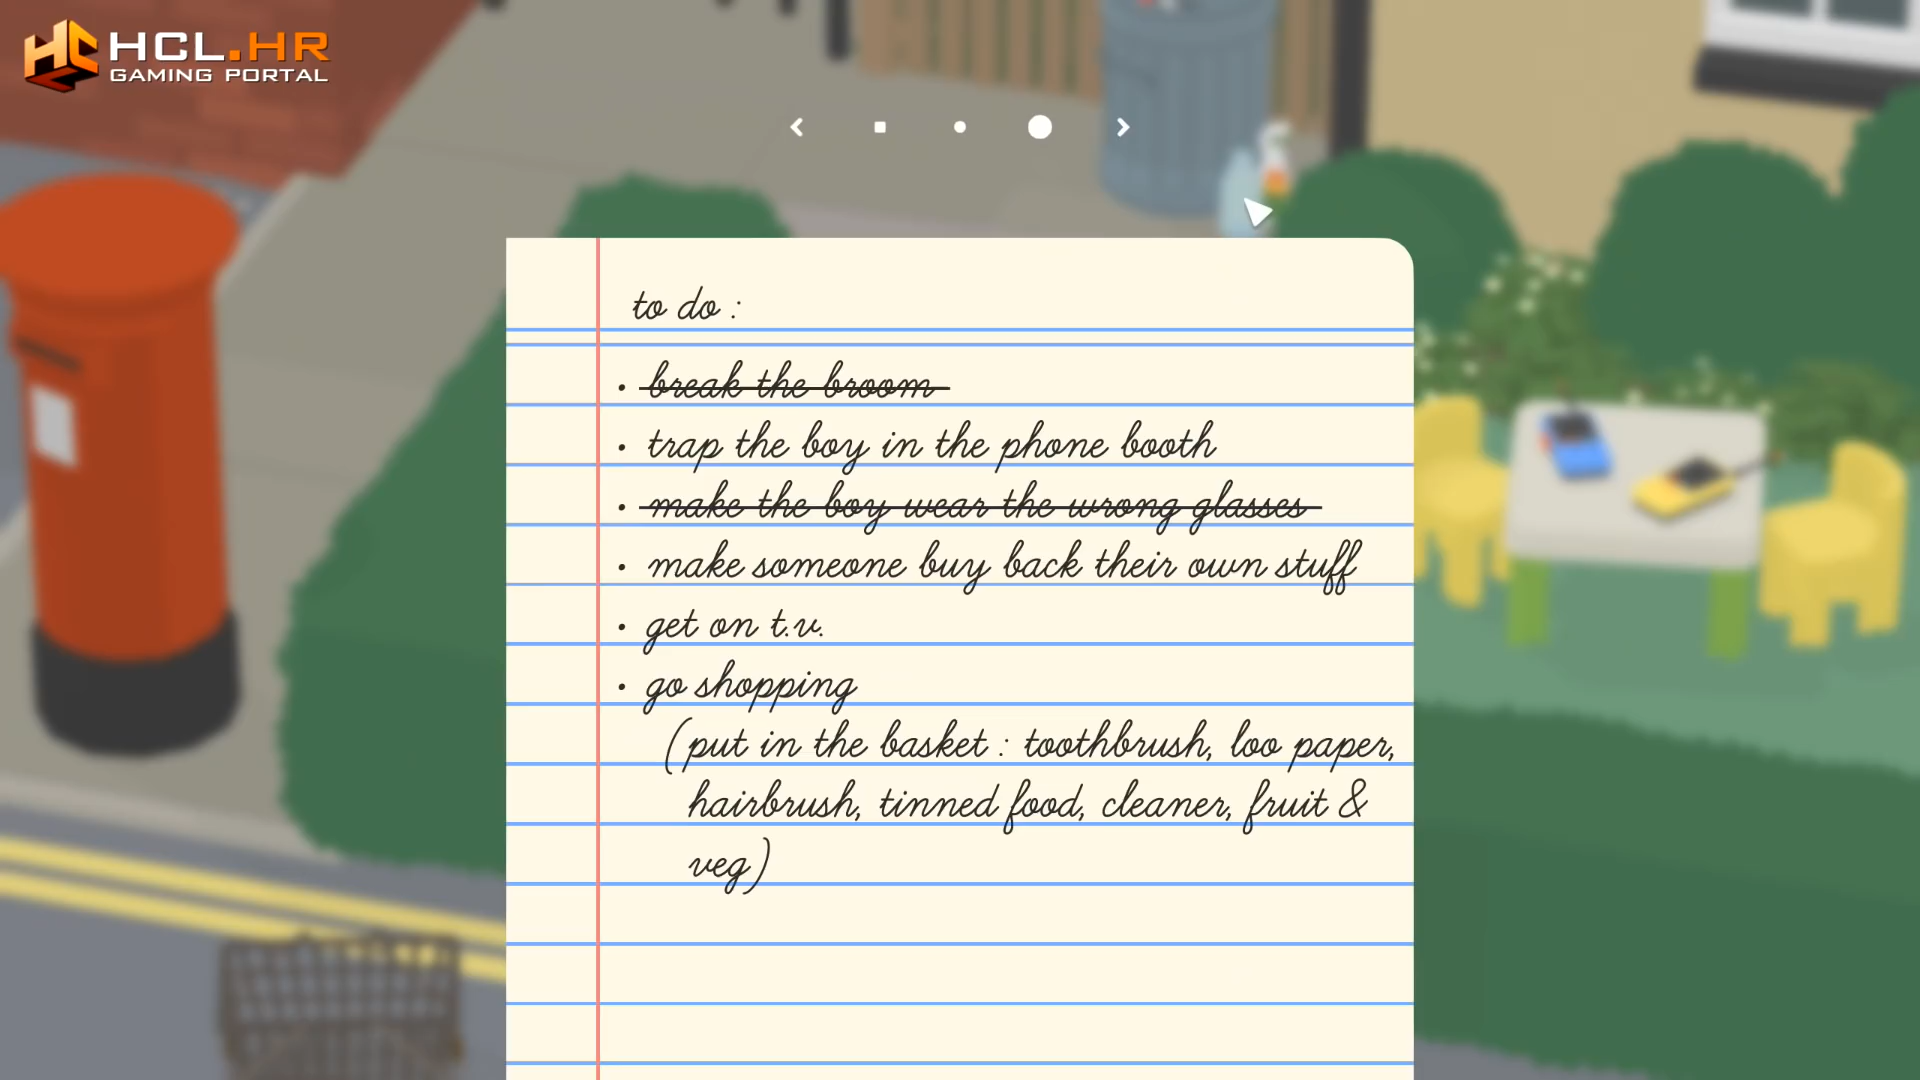 HCL.HR
GAMING PORTAL
to do :
• break the broom
• trap the boy in the phone booth
• make the boy wear the wrong glasses
• make someone buy back their own stuff
• get on t.v.
• go shopping
(put in the basket : toothbrush, loo paper,
hairbrush, tinned food, cleaner, fruit &
veg)